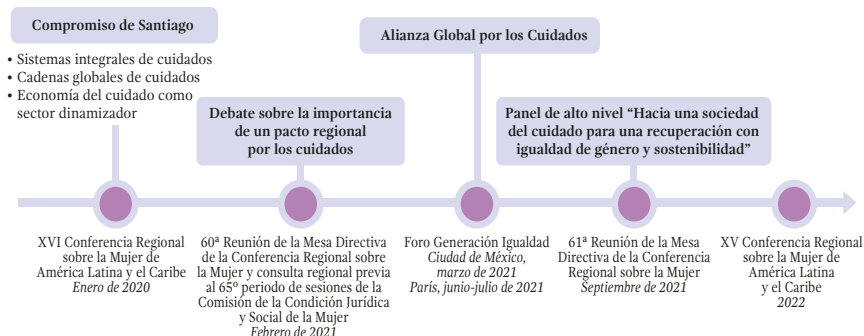 Compromiso de Santiago
• Sistemas integrales de cuidados
• Cadenas globales de cuidados
• Economía del cuidado como
sector dinamizador
Debate sobre la importancia
de un pacto regional
por los cuidados
Alianza Global por los Cuidados
Panel de alto nivel “Hacia una sociedad
del cuidado para una recuperación con
igualdad de género y sostenibilidad”
XVI Conferencia Regional
sobre la Mujer de
América Latina y el Caribe
Enero de 2020
60ª Reunión de la Mesa Directiva
de la Conferencia Regional sobre
la Mujer y consulta regional previa
al 65º periodo de sesiones de la
Comisión de la Condición Jurídica
y Social de la Mujer
Febrero de 2021
Foro Generación Igualdad
Ciudad de México,
marzo de 2021
París, junio-julio de 2021
61ª Reunión de la Mesa
Directiva de la Conferencia
Regional sobre la Mujer
Septiembre de 2021
XV Conferencia Regional
sobre la Mujer de
América Latina
y el Caribe
2022